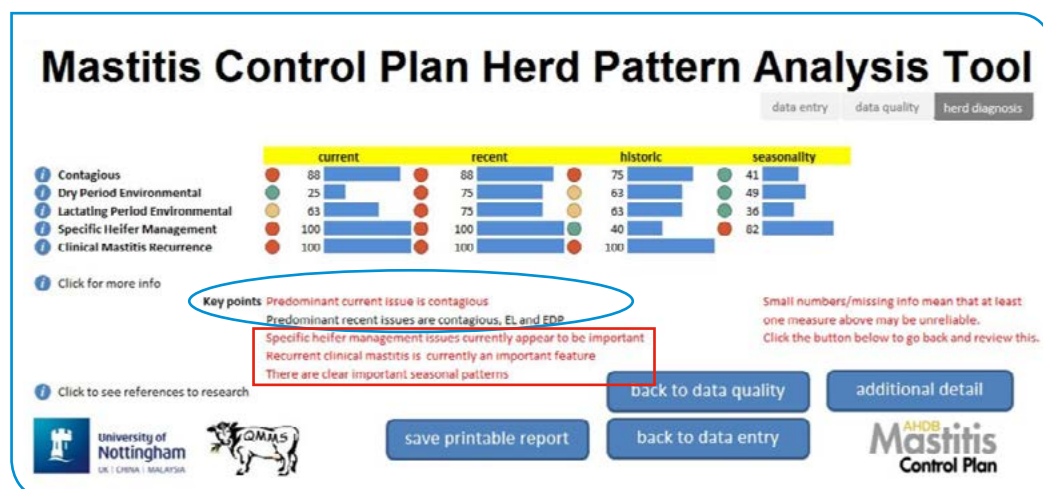 Mastitis Control Plan Herd Pattern Analysis Tool
data entry data quality herd diagnosis
current recent historic seasonality
Contagious 88 88 75 41
Dry Period Environmental 25 75 63 49
Lactating Period Environmental 63 75 63 36
Specific Heifer Management 100 100 40 82
Clinical Mastitis Recurrence 100 100 100
Click for more info
Key points Predominant current issue is contagious
Predominant recent issues are contagious, EL and EDP
Specific heifer management issues currently appear to be important
Recurrent clinical mastitis is currently an important feature
There are clear important seasonal patterns
Small numbers/missing info mean that at least
one measure above may be unreliable.
Click the button below to go back and review this.
Click to see references to research
back to data quality additional detail
save printable report back to data entry
University of
Nottingham
UK | CHINA | MALAYSIA
QMMS
AHDB
Mastitis
Control Plan